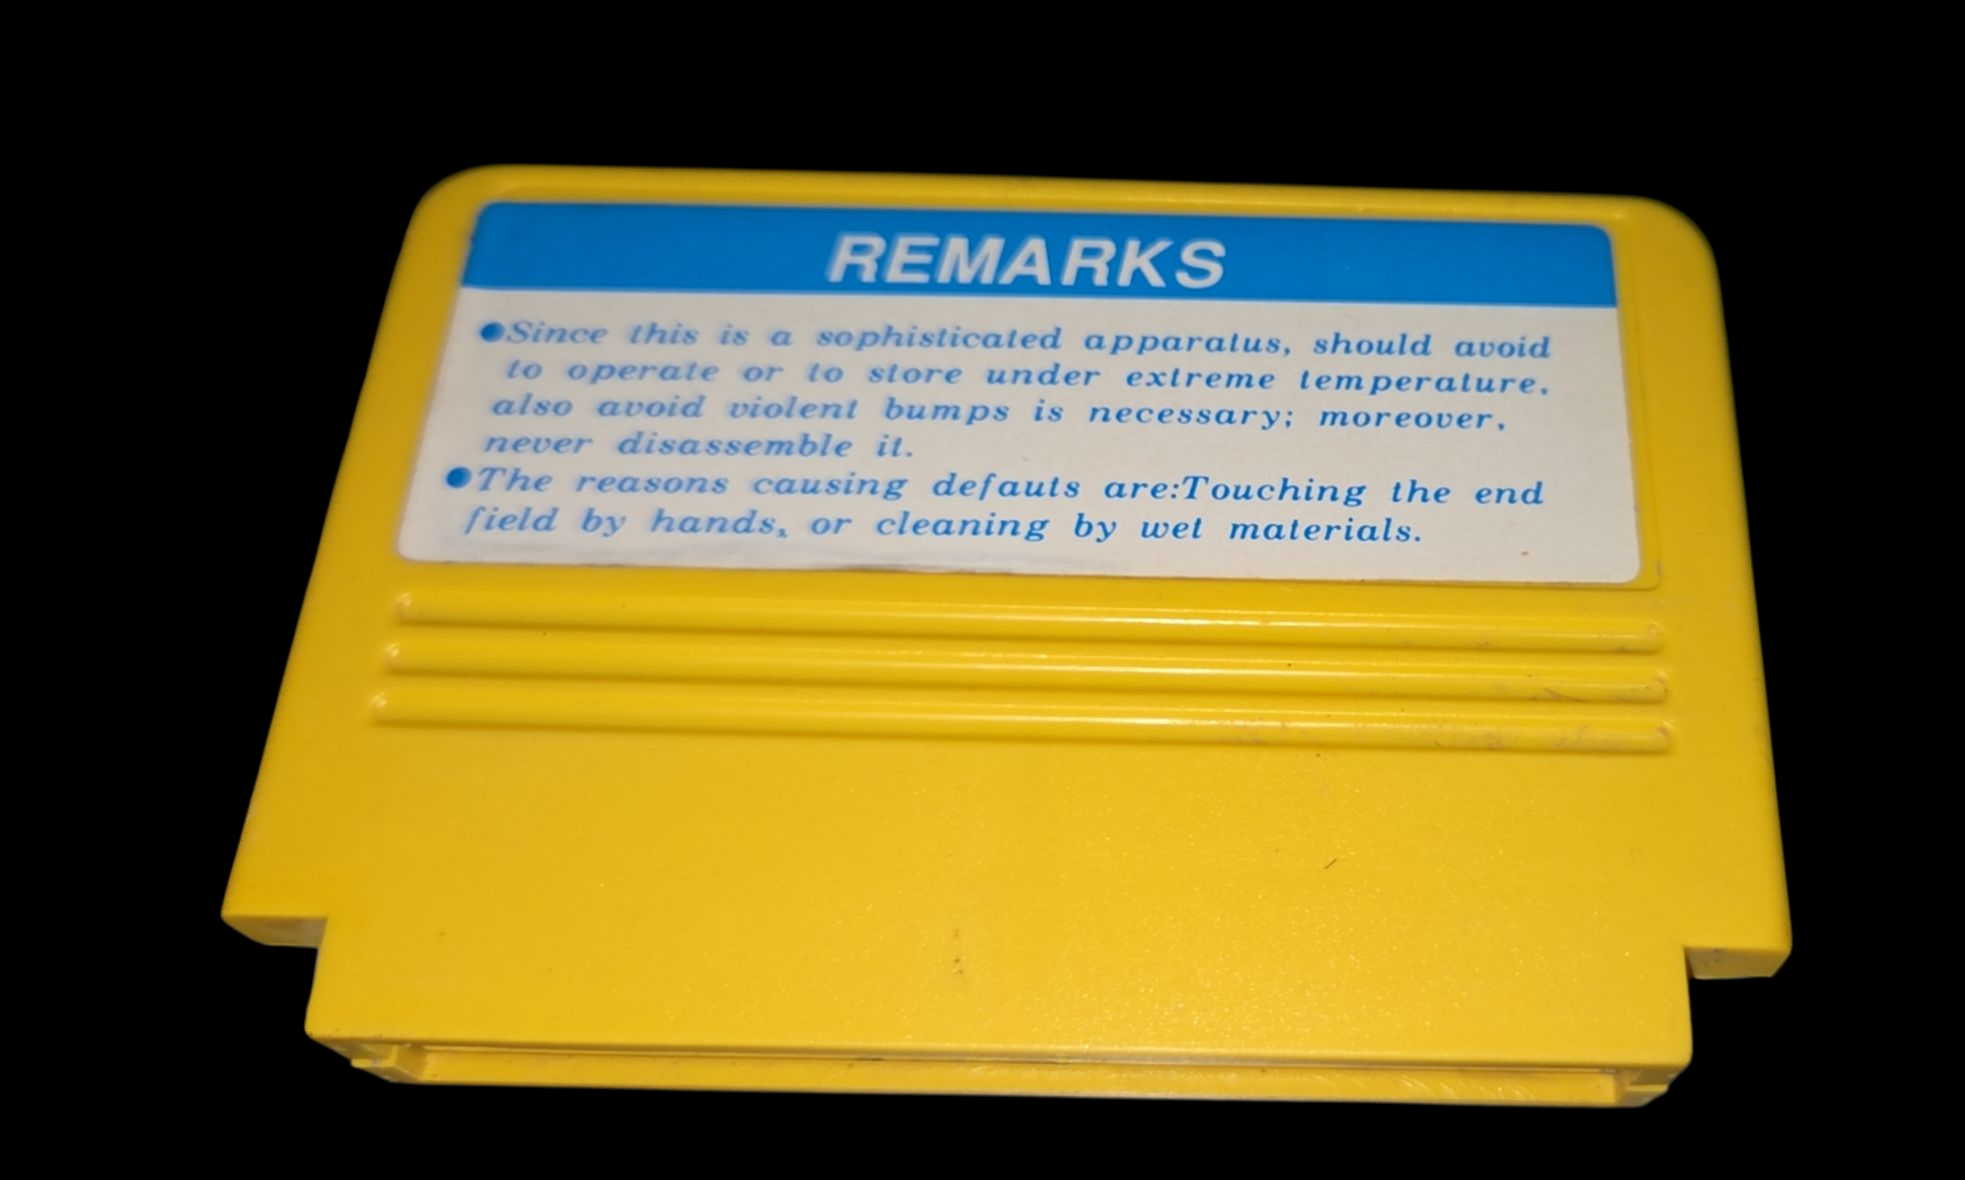 REMARKS
●Since this is a sophisticated apparatus, should avoid
to operate or to store under extreme temperature,
also avoid violent bumps is necessary; moreover,
never disassemble it.
●The reasons causing defauts are:Touching the end
field by hands, or cleaning by wet materials.